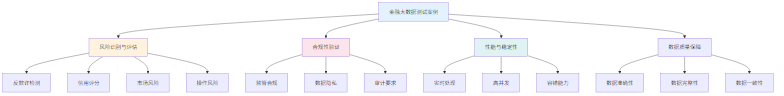 金融大数据测试案例
风险识别与评估
合规性验证
性能与稳定性
数据质量保障
反欺诈检测
信用评分
市场风险
操作风险
监管合规
数据隐私
审计要求
实时处理
高并发
容错能力
数据准确性
数据完整性
数据一致性